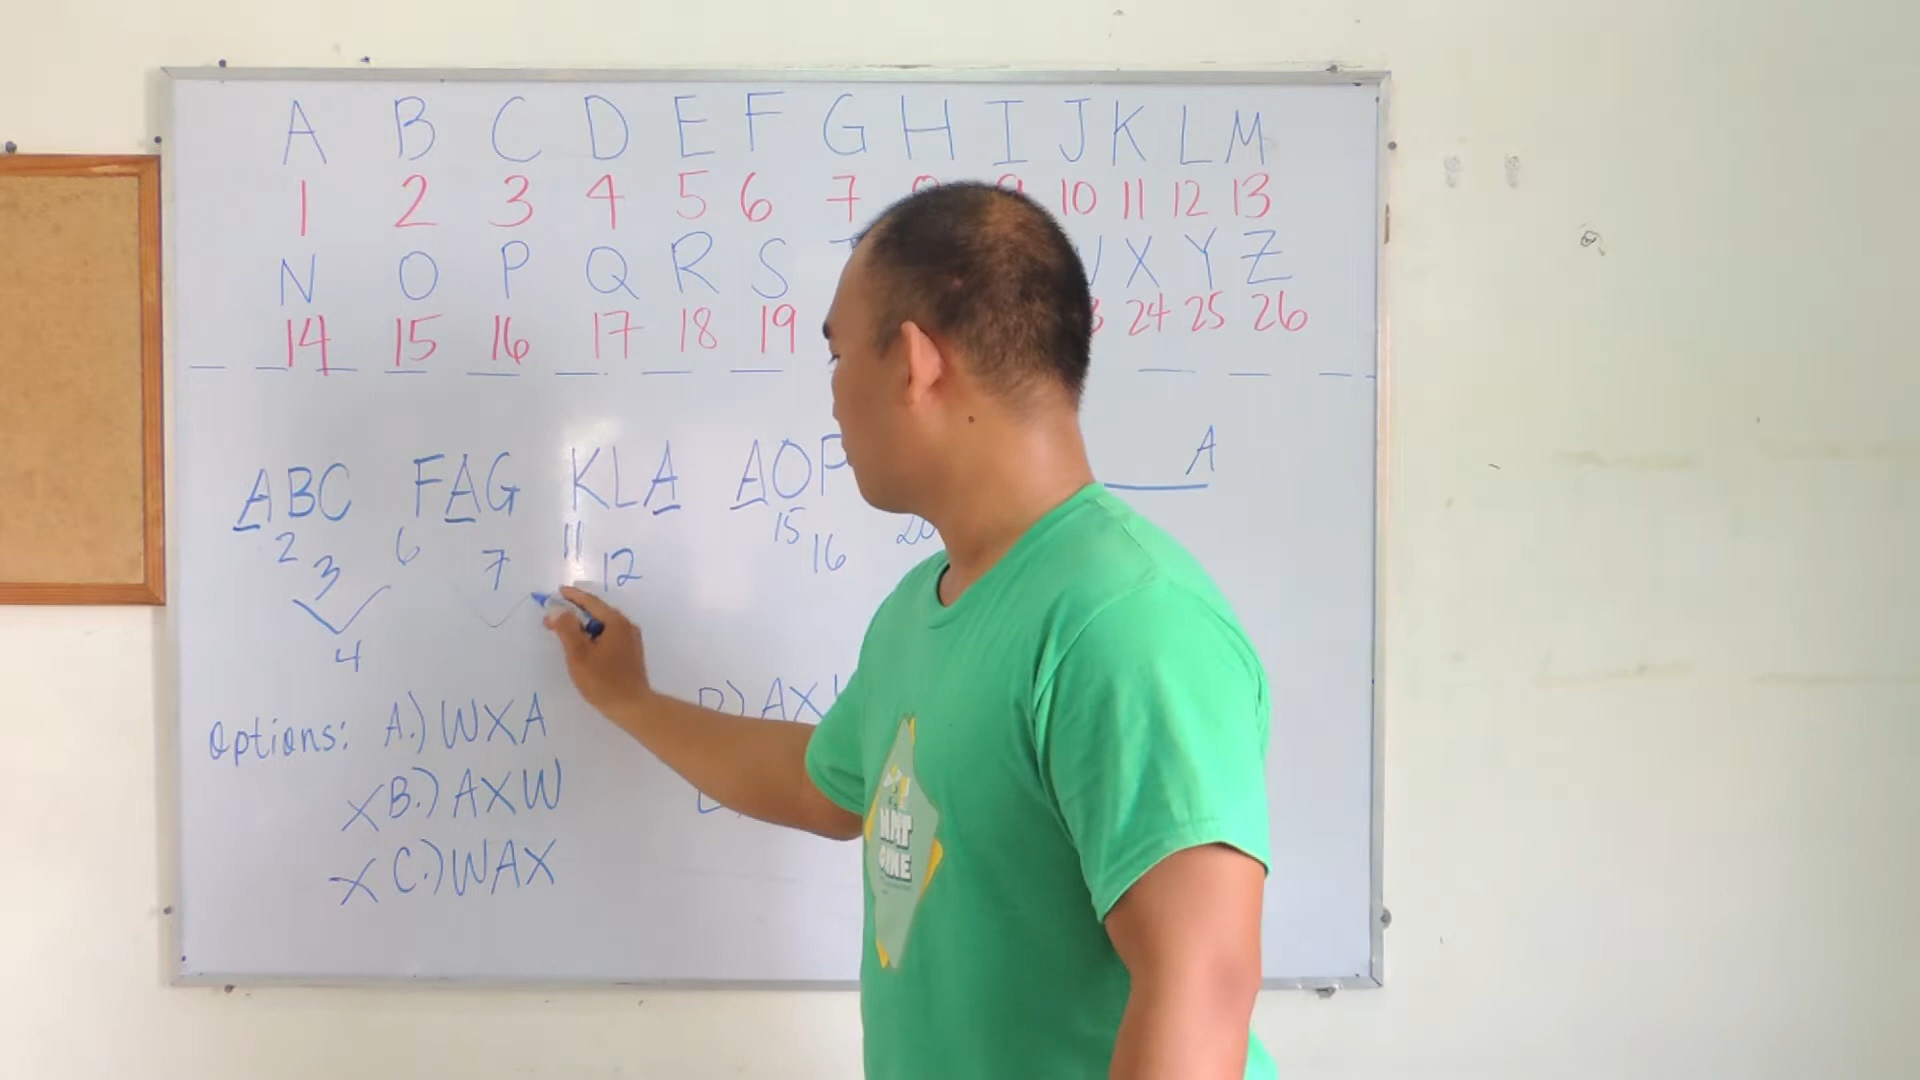 A B C D E F G H I J K L M
1 2 3 4 5 6 7 10 11 12 13
N O P Q R S X Y Z
14 15 16 17 18 19 24 25 26
ABC FAG KLA AOP A
2 3 6 7 11 12 15 16 20
4
Options: A.) WXA
X B.) AXW
X C.) WAX